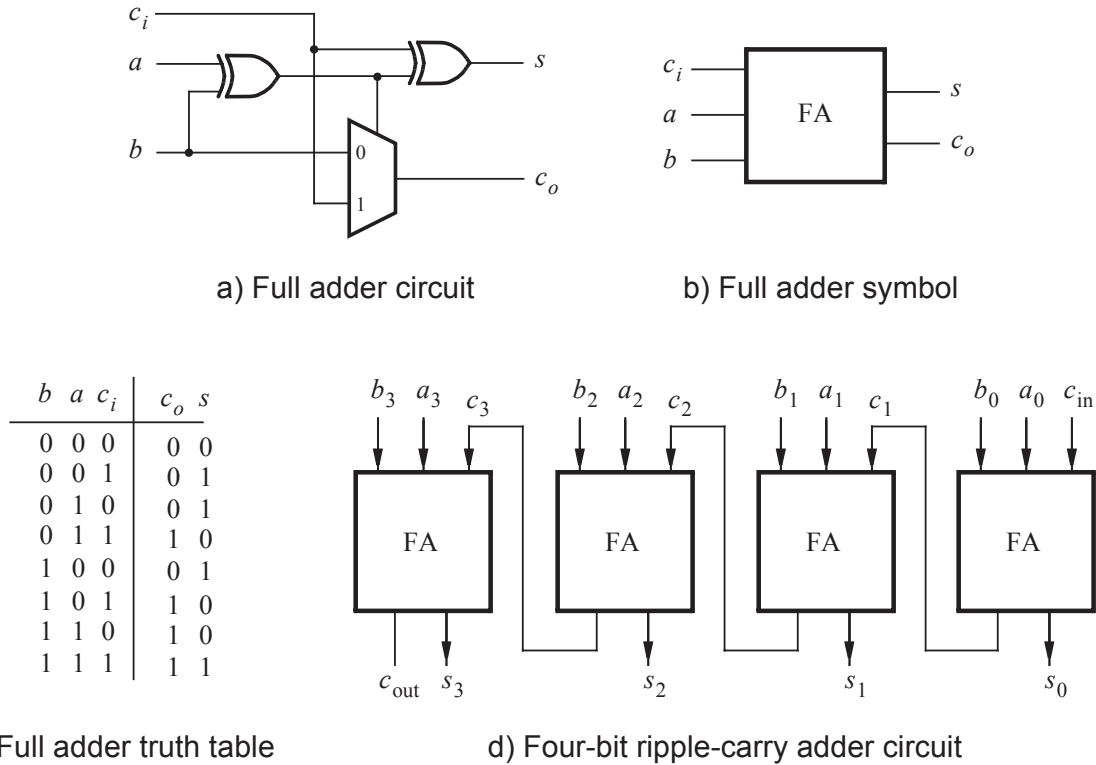 c_i
a
b
0
1
s
c_o
a) Full adder circuit
c_i
a
b
FA
s
c_o
b) Full adder symbol
b a c_i c_o s
0 0 0 0 0
0 0 1 0 1
0 1 0 0 1
0 1 1 1 0
1 0 0 0 1
1 0 1 1 0
1 1 0 1 0
1 1 1 1 1
Full adder truth table
b_3 a_3 c_3 b_2 a_2 c_2 b_1 a_1 c_1 b_0 a_0 c_in
FA FA FA FA
c_out s_3 s_2 s_1 s_0
d) Four-bit ripple-carry adder circuit